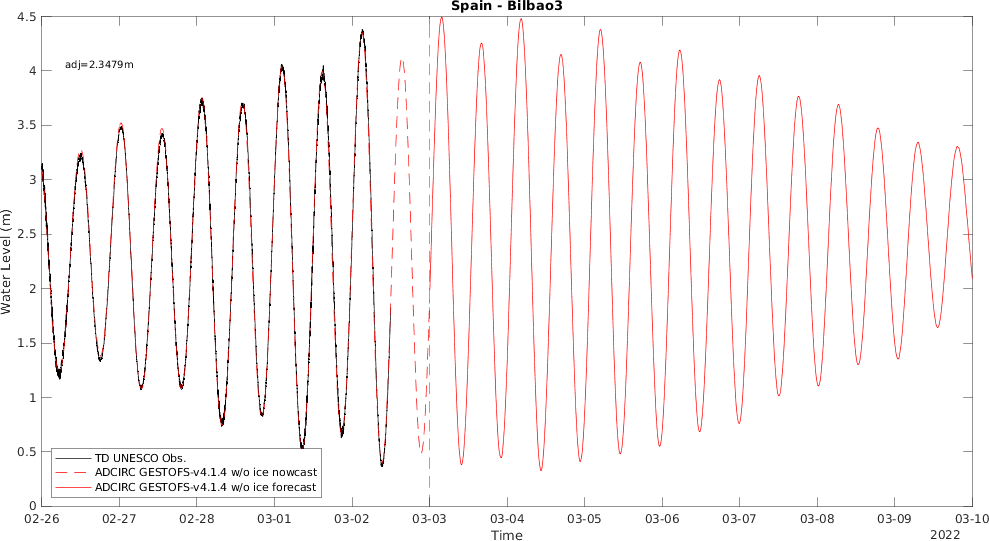 Spain - Bilbao3
4.5
4
3.5
3
2.5
2
1.5
1
0.5
0
Water Level (m)
adj=2.3479m
TD UNESCO Obs.
ADCIRC GESTOFS-v4.1.4 w/o ice nowcast
ADCIRC GESTOFS-v4.1.4 w/o ice forecast
02-26 02-27 02-28 03-01 03-02 03-03 03-04 03-05 03-06 03-07 03-08 03-09 03-10
Time
2022